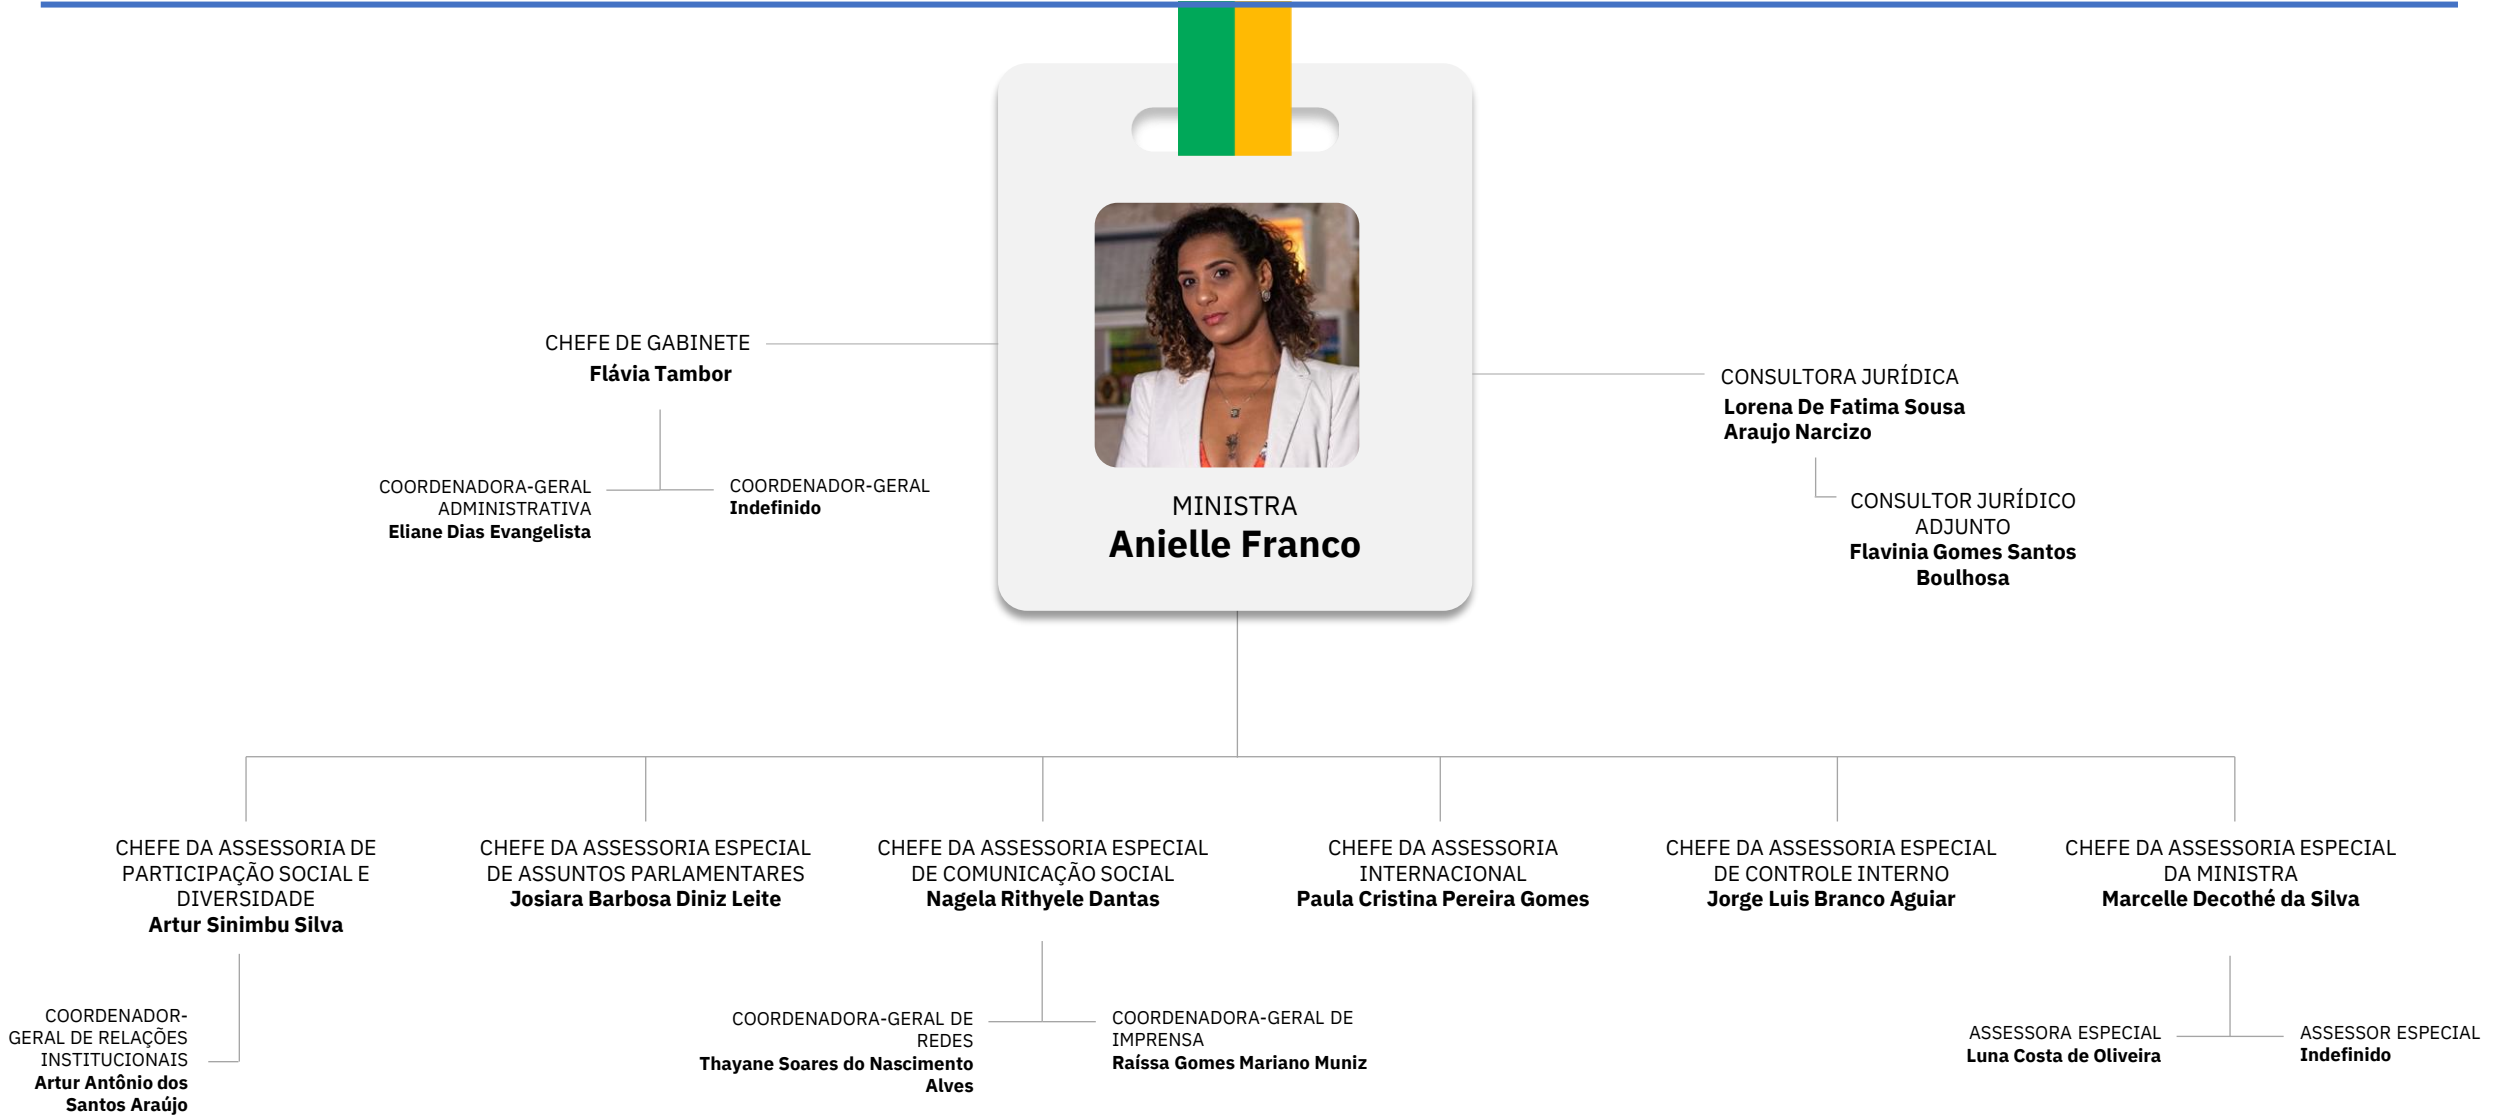 CHEFE DE GABINETE
Flávia Tambor
COORDENADORA-GERAL
ADMINISTRATIVA
Eliane Dias Evangelista
COORDENADOR-GERAL
Indefinido
MINISTRA
Anielle Franco
CONSULTORA JURÍDICA
Lorena De Fatima Sousa
Araujo Narcizo
CONSULTOR JURÍDICO
ADJUNTO
Flavinia Gomes Santos
Boulhosa
CHEFE DA ASSESSORIA DE
PARTICIPAÇÃO SOCIAL E
DIVERSIDADE
Artur Sinimbu Silva
COORDENADOR-
GERAL DE RELAÇÕES
INSTITUCIONAIS
Artur Antônio dos
Santos Araújo
CHEFE DA ASSESSORIA ESPECIAL
DE ASSUNTOS PARLAMENTARES
Josiara Barbosa Diniz Leite
CHEFE DA ASSESSORIA ESPECIAL
DE COMUNICAÇÃO SOCIAL
Nagela Rithyele Dantas
COORDENADORA-GERAL DE
REDES
Thayane Soares do Nascimento
Alves
COORDENADORA-GERAL DE
IMPRENSA
Raíssa Gomes Mariano Muniz
CHEFE DA ASSESSORIA
INTERNACIONAL
Paula Cristina Pereira Gomes
CHEFE DA ASSESSORIA ESPECIAL
DE CONTROLE INTERNO
Jorge Luis Branco Aguiar
CHEFE DA ASSESSORIA ESPECIAL
DA MINISTRA
Marcelle Decothé da Silva
ASSESSORA ESPECIAL
Luna Costa de Oliveira
ASSESSOR ESPECIAL
Indefinido